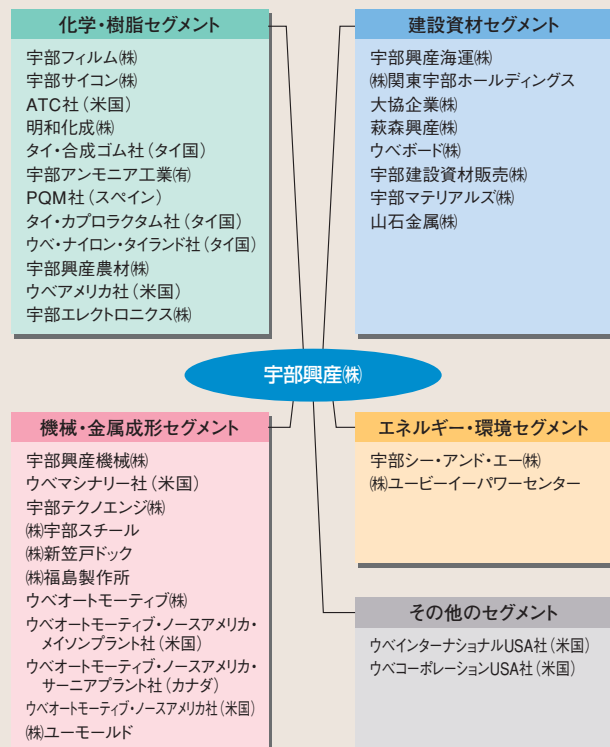 化学・樹脂セグメント
宇部フィルム㈱
宇部サイコン㈱
ATC社（米国）
明和化成㈱
タイ・合成ゴム社（タイ国）
宇部アンモニア工業㈲
PQM社（スペイン）
タイ・カプロラクタム社（タイ国）
ウベ・ナイロン・タイランド社（タイ国）
宇部興産農材㈱
ウベアメリカ社（米国）
宇部エレクトロニクス㈱
建設資材セグメント
宇部興産海運㈱
㈱関東宇部ホールディングス
大協企業㈱
萩森興産㈱
ウベボード㈱
宇部建設資材販売㈱
宇部マテリアルズ㈱
山石金属㈱
宇部興産㈱
機械・金属成形セグメント
宇部興産機械㈱
ウベマシナリー社（米国）
宇部テクノエンジ㈱
㈱宇部スチール
㈱新笠戸ドック
㈱福島製作所
ウベオートモーティブ㈱
ウベオートモーティブ・ノースアメリカ・
メイソンプラント社（米国）
ウベオートモーティブ・ノースアメリカ・
サーニアプラント社（カナダ）
ウベオートモーティブ・ノースアメリカ社（米国）
㈱ユーモールド
エネルギー・環境セグメント
宇部シー・アンド・エー㈱
㈱ユービーイーパワーセンター
その他のセグメント
ウベインターナショナルUSA社（米国）
ウベコーポレーションUSA社（米国）